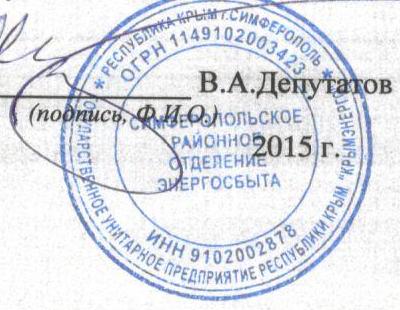 ★ РЕСПУБЛИКА КРЫМ г.СИМФЕРОПОЛЬ ★
ОГРН 1149102003423
В.А.Депутатов
(подпись, Ф.И.О.)
СИМФЕРОПОЛЬСКОЕ
РАЙОННОЕ
ОТДЕЛЕНИЕ
ЭНЕРГОСБЫТА
2015 г.
ИНН 9102002878
ГОСУДАРСТВЕННОЕ УНИТАРНОЕ ПРЕДПРИЯТИЕ РЕСПУБЛИКИ КРЫМ "КРЫМЭНЕРГО"